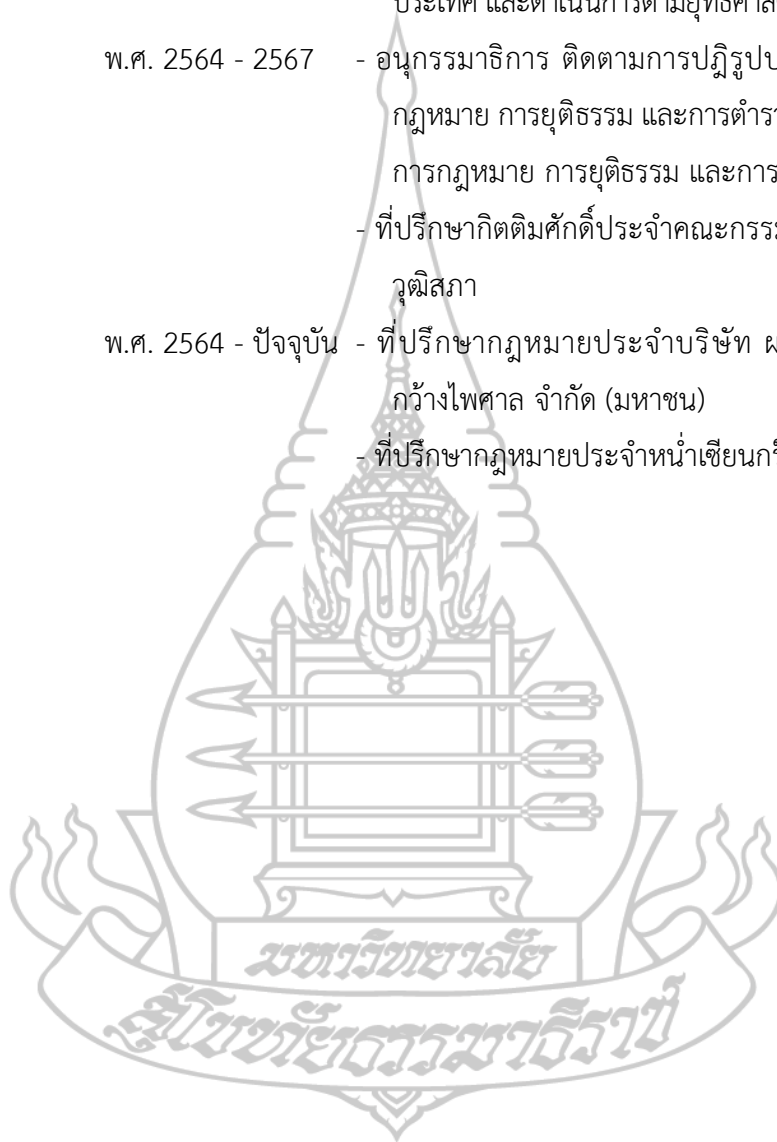 ประเทศ และดำเนินการตามยุทธศาส
พ.ศ. 2564 - 2567 - อนุกรรมาธิการ ติดตามการปฏิรูปป
กฎหมาย การยุติธรรม และการตำรว
การกฎหมาย การยุติธรรม และการ
- ที่ปรึกษากิตติมศักดิ์ประจำคณะกรรม
วุฒิสภา
พ.ศ. 2564 - ปัจจุบัน - ที่ปรึกษากฎหมายประจำบริษัท ผ
กว้างไพศาล จำกัด (มหาชน)
- ที่ปรึกษากฎหมายประจำหน่ำเซียนกรี
มหาวิทยาลัย
สุโขทัยธรรมาธิราช